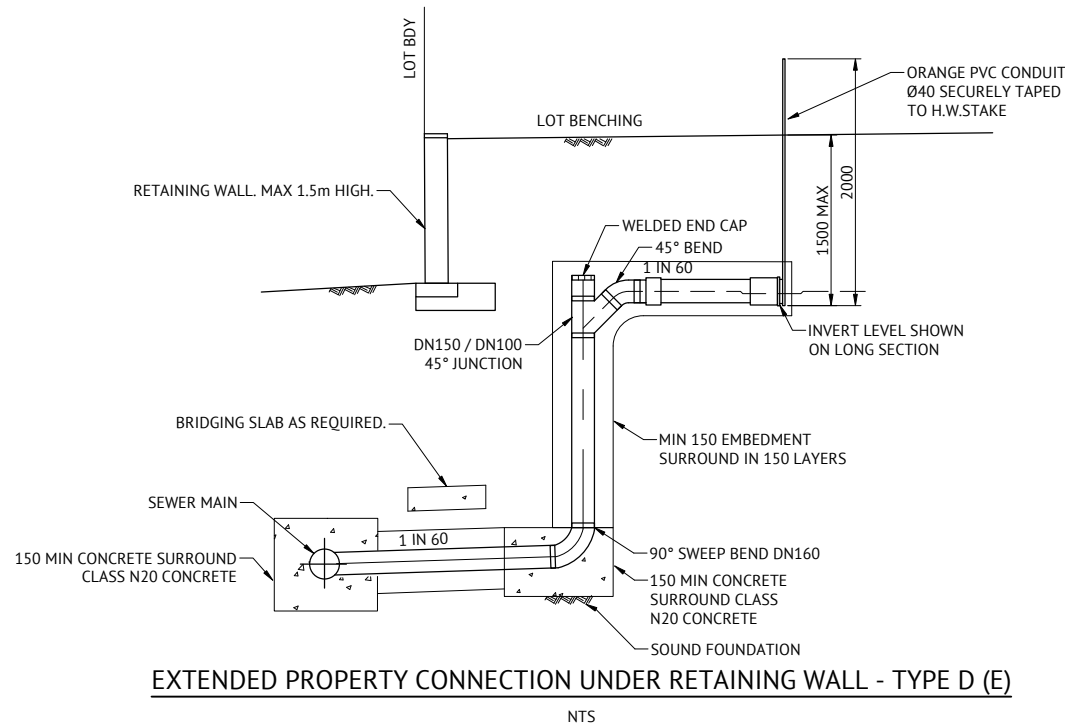 LOT BDY
ORANGE PVC CONDUIT
Ø40 SECURELY TAPED
TO H.W.STAKE
LOT BENCHING
RETAINING WALL. MAX 1.5m HIGH.
1500 MAX
2000
WELDED END CAP
45° BEND
1 IN 60
DN150 / DN100
45° JUNCTION
INVERT LEVEL SHOWN
ON LONG SECTION
BRIDGING SLAB AS REQUIRED.
MIN 150 EMBEDMENT
SURROUND IN 150 LAYERS
SEWER MAIN
1 IN 60
150 MIN CONCRETE SURROUND
CLASS N20 CONCRETE
90° SWEEP BEND DN160
150 MIN CONCRETE
SURROUND CLASS
N20 CONCRETE
SOUND FOUNDATION
EXTENDED PROPERTY CONNECTION UNDER RETAINING WALL - TYPE D (E)
NTS